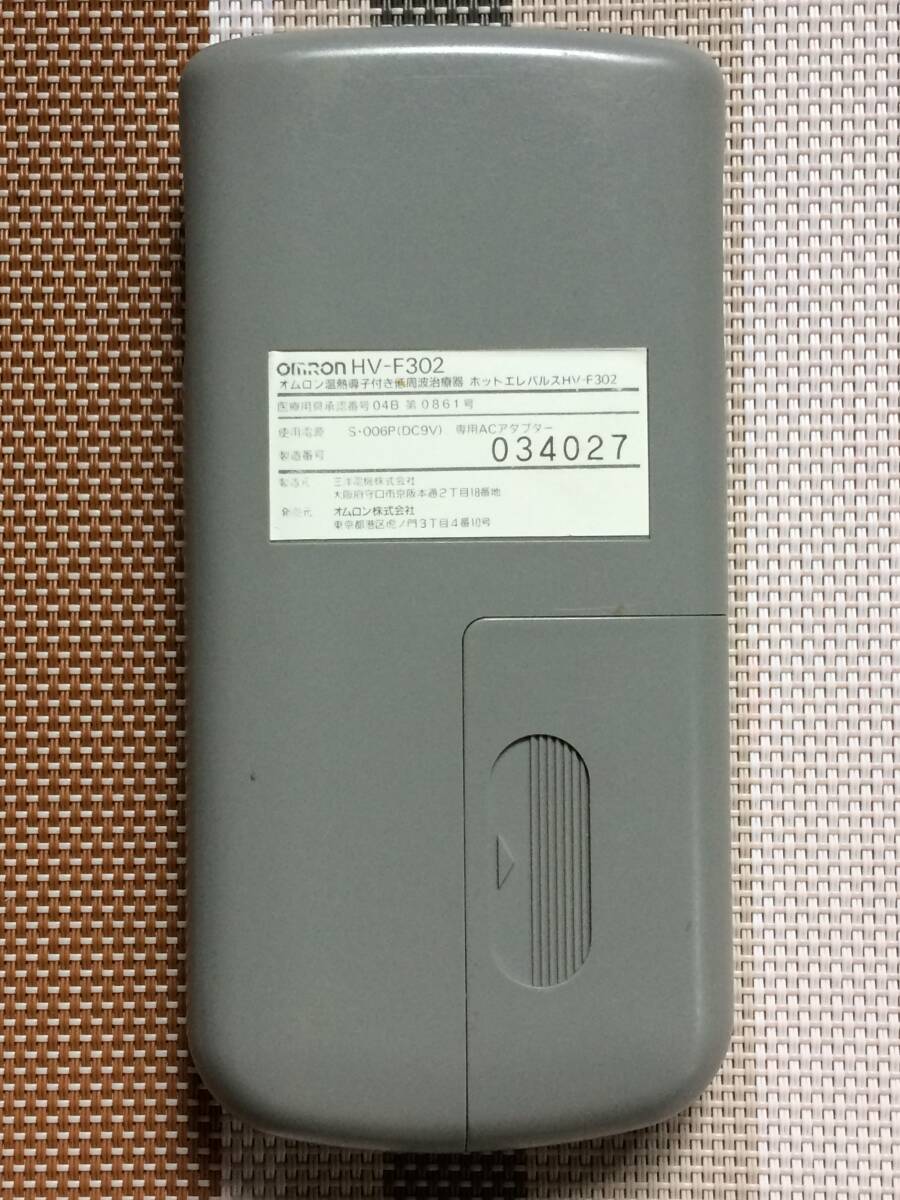 OMRON HV-F302
オムロン温熱導子付き低周波治療器 ホットエレパルスHV-F302
医療用具承認番号 04B 第 0861号
使用電源 S-006P(DC9V) 専用ACアダプター
製造番号 034027
製造元 三洋電機株式会社
大阪府守口市京阪本通2丁目18番地
発売元 オムロン株式会社
東京都港区虎ノ門3丁目4番10号